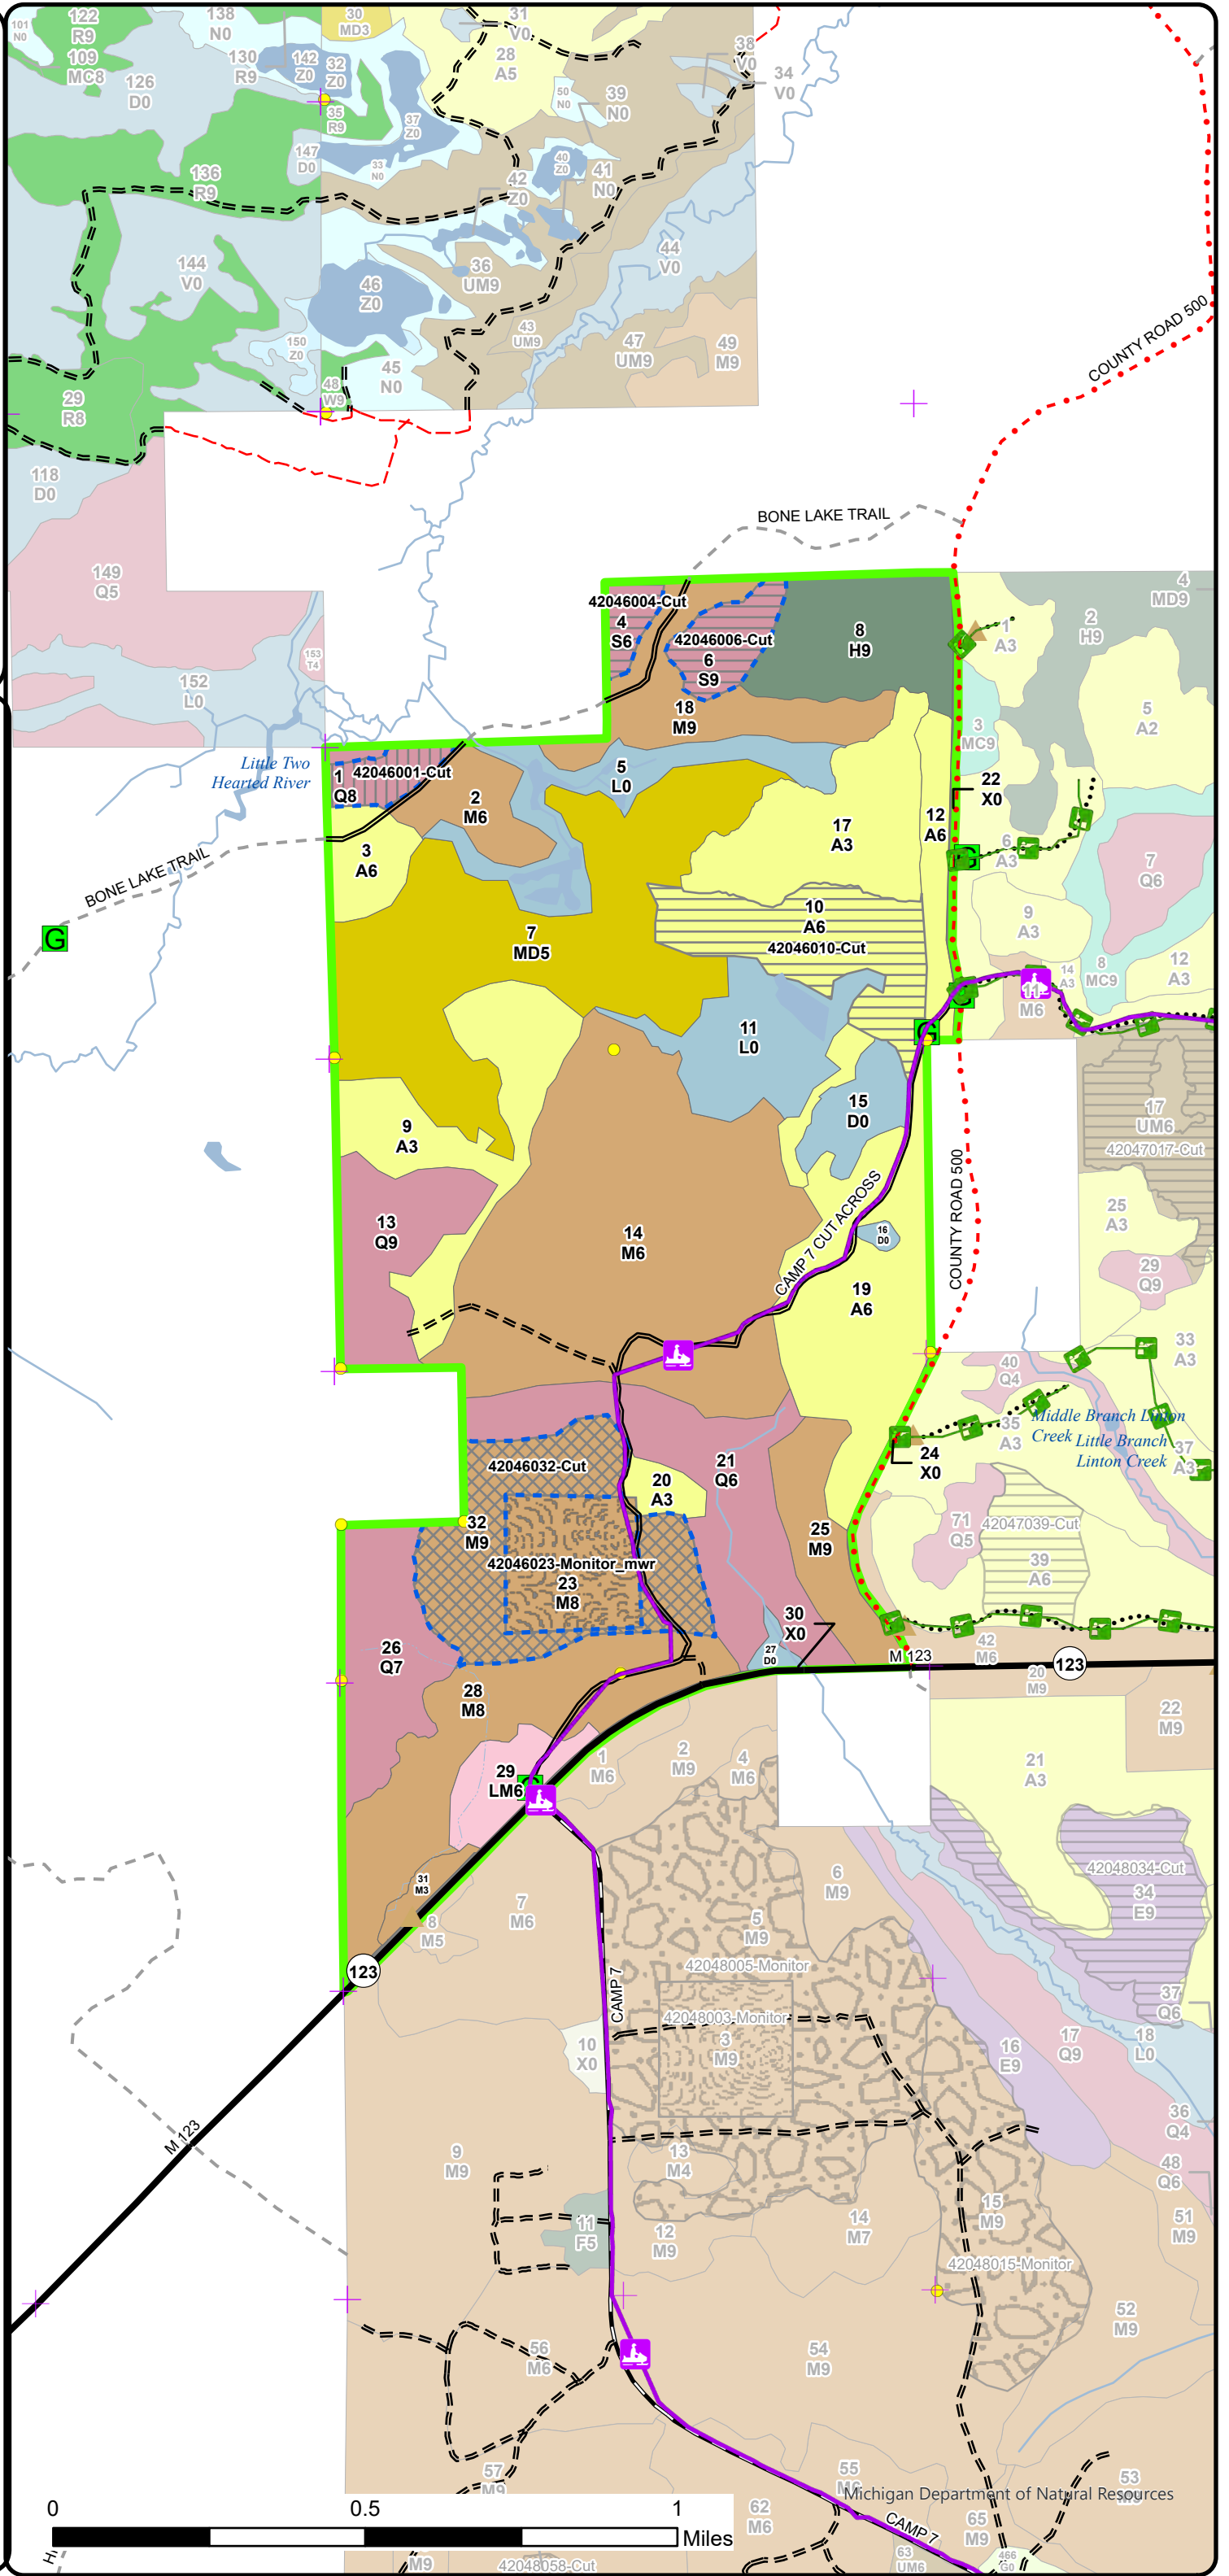 101
N0
122
R9
109
MC8
138
N0
130
R9
142
Z0
32
Z0
30
MD3
31
V0
28
A5
38
V0
34
V0
126
D0
35
R9
37
Z0
50
N0
39
N0
147
D0
33
N0
40
Z0
41
N0
42
Z0
136
R9
144
V0
46
Z0
36
UM9
44
V0
150
Z0
43
UM9
47
UM9
49
M9
45
N0
48
W9
29
R8
118
D0
COUNTY ROAD 500
BONE LAKE TRAIL
149
Q5
153
T4
152
L0
Little Two
Hearted River
42046004-Cut
4
S6
42046006-Cut
6
S9
8
H9
18
M9
1
A3
2
H9
4
MD9
5
A2
3
MC9
1
Q8
42046001-Cut
2
M6
5
L0
3
A6
17
A3
12
A6
22
X0
6
A3
7
Q6
BONE LAKE TRAIL
G
7
MD5
10
A6
42046010-Cut
9
A3
14
A3
8
MC9
12
A3
11
M6
11
L0
G
15
D0
9
A3
17
UM6
42047017-Cut
13
Q9
14
M6
CAMP 7 CUT ACROSS
16
D0
19
A6
COUNTY ROAD 500
25
A3
29
Q9
33
A3
40
Q4
35
A3
Middle Branch Linton
Creek
Little Branch
Linton Creek
37
A3
42046032-Cut
21
Q6
20
A3
24
X0
32
M9
42046023-Monitor_mwr
23
M8
25
M9
71
Q5
42047039-Cut
39
A6
30
X0
27
D0
M 123
42
M6
123
20
M9
26
Q7
28
M8
29
LM6
1
M6
2
M9
4
M6
22
M9
21
A3
31
M3
8
M5
7
M6
6
M9
5
M9
42048005-Monitor
42048034-Cut
34
E9
123
CAMP 7
42048003-Monitor
3
M9
10
X0
37
Q6
16
E9
17
Q9
18
L0
M 123
36
Q4
9
M9
13
M4
48
Q6
11
F5
12
M9
14
M7
15
M9
51
M9
42048015-Monitor
56
M6
54
M9
52
M9
57
M9
55
M6
53
Michigan Department of Natural Resources
62
M6
CAMP 7
65
M9
63
UM6
466
G0
0
0.5
1
Miles
M9
42048058-Cut